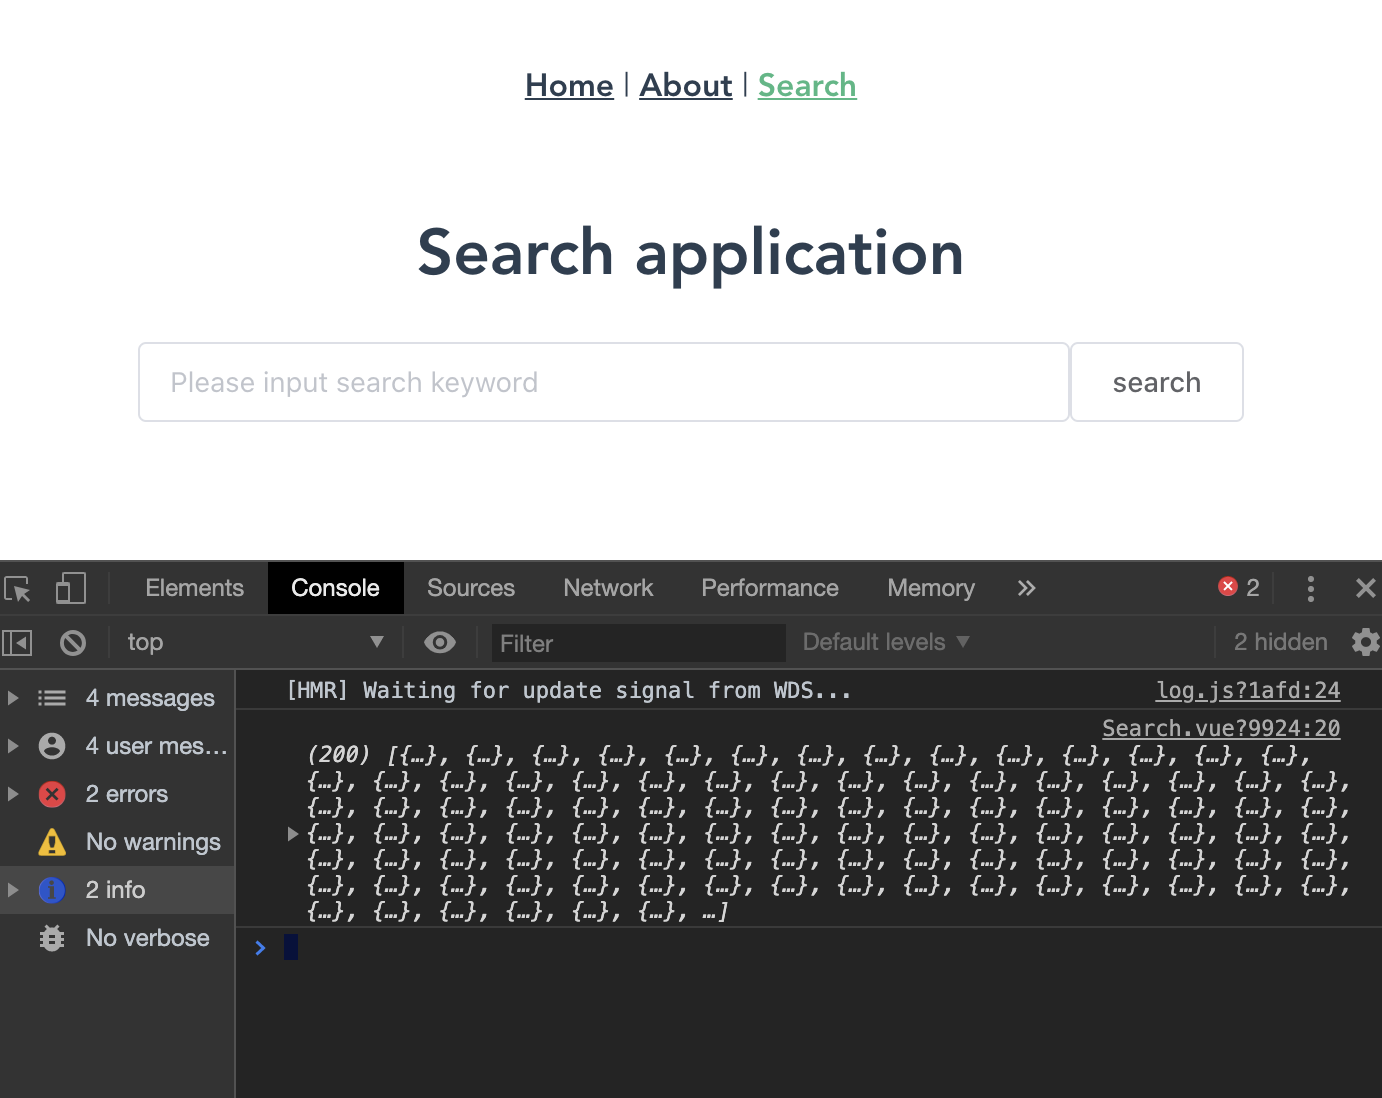 Home | About | Search
Search application
Please input search keyword
search
Elements Console Sources Network Performance Memory » 2
top Filter Default levels 2 hidden
4 messages
4 user mes…
2 errors
No warnings
2 info
No verbose
[HMR] Waiting for update signal from WDS... log.js?1afd:24
Search.vue?9924:20
(200) [{…}, {…}, {…}, {…}, {…}, {…}, {…}, {…}, {…}, {…}, {…}, {…}, {…}, {…},
{…}, {…}, {…}, {…}, {…}, {…}, {…}, {…}, {…}, {…}, {…}, {…}, {…}, {…}, {…}, {…},
{…}, {…}, {…}, {…}, {…}, {…}, {…}, {…}, {…}, {…}, {…}, {…}, {…}, {…}, {…}, {…},
{…}, {…}, {…}, {…}, {…}, {…}, {…}, {…}, {…}, {…}, {…}, {…}, {…}, {…}, {…}, {…},
{…}, {…}, {…}, {…}, {…}, {…}, {…}, {…}, {…}, {…}, {…}, {…}, {…}, {…}, {…}, {…},
{…}, {…}, {…}, {…}, {…}, {…}, {…}, {…}, {…}, {…}, {…}, {…}, {…}, {…}, {…}, {…},
{…}, {…}, {…}, {…}, {…}, {…}, …]
>